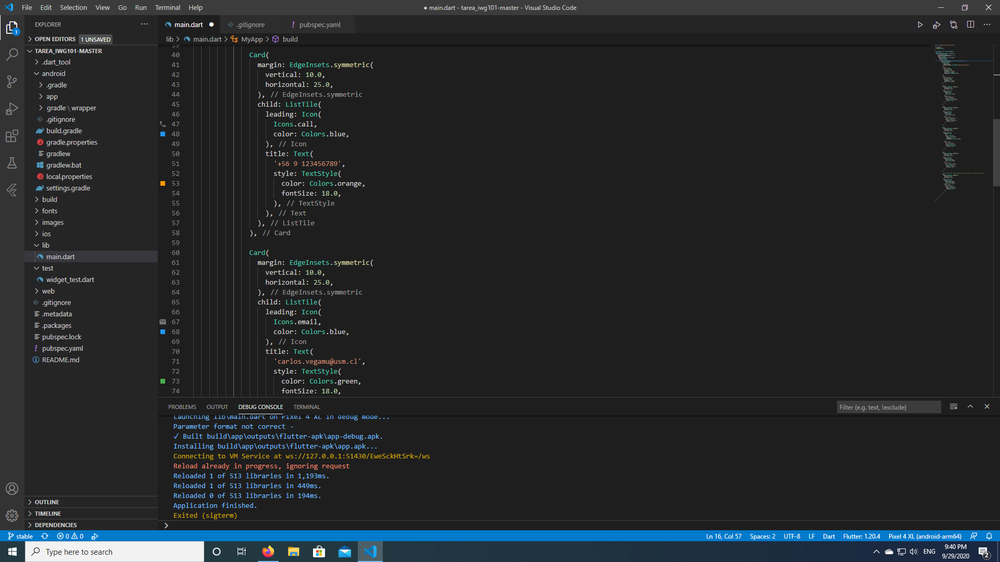 File Edit Selection View Go Run Terminal Help
● main.dart - tarea_iwg101-master - Visual Studio Code
EXPLORER
1
main.dart .gitignore ! pubspec.yaml
OPEN EDITORS 1 UNSAVED
lib > main.dart > MyApp > build
TAREA_IWG101-MASTER
.dart_tool
android
.gradle
app
gradle \ wrapper
.gitignore
build.gradle
gradle.properties
gradlew
gradlew.bat
local.properties
settings.gradle
build
fonts
images
ios
lib
main.dart
test
widget_test.dart
web
.gitignore
.metadata
.packages
pubspec.lock
! pubspec.yaml
README.md
OUTLINE
TIMELINE
DEPENDENCIES
39
40 Card(
41 margin: EdgeInsets.symmetric(
42 vertical: 10.0,
43 horizontal: 25.0,
44 ), // EdgeInsets.symmetric
45 child: ListTile(
46 leading: Icon(
47 Icons.call,
48 color: Colors.blue,
49 ), // Icon
50 title: Text(
51 '+56 9 123456789',
52 style: TextStyle(
53 color: Colors.orange,
54 fontSize: 18.0,
55 ), // TextStyle
56 ), // Text
57 ), // ListTile
58 ), // Card
59
60 Card(
61 margin: EdgeInsets.symmetric(
62 vertical: 10.0,
63 horizontal: 25.0,
64 ), // EdgeInsets.symmetric
65 child: ListTile(
66 leading: Icon(
67 Icons.email,
68 color: Colors.blue,
69 ), // Icon
70 title: Text(
71 'carlos.vegamu@usm.cl',
72 style: TextStyle(
73 color: Colors.green,
74 fontSize: 18.0,
PROBLEMS OUTPUT DEBUG CONSOLE TERMINAL
Filter (e.g. text, !exclude)
Launching lib\main.dart on Pixel 4 XL in debug mode...
Parameter format not correct -
✓ Built build\app\outputs\flutter-apk\app-debug.apk.
Installing build\app\outputs\flutter-apk\app.apk...
Connecting to VM Service at ws://127.0.0.1:51430/EweSckHtSrk=/ws
Reload already in progress, ignoring request
Reloaded 1 of 513 libraries in 1,193ms.
Reloaded 1 of 513 libraries in 449ms.
Reloaded 0 of 513 libraries in 194ms.
Application finished.
Exited (sigterm)
stable 0 0
Ln 16, Col 57 Spaces: 2 UTF-8 LF Dart Flutter: 1.20.4 Pixel 4 XL (android-arm64)
Type here to search
ENG
9:40 PM
9/29/2020
2